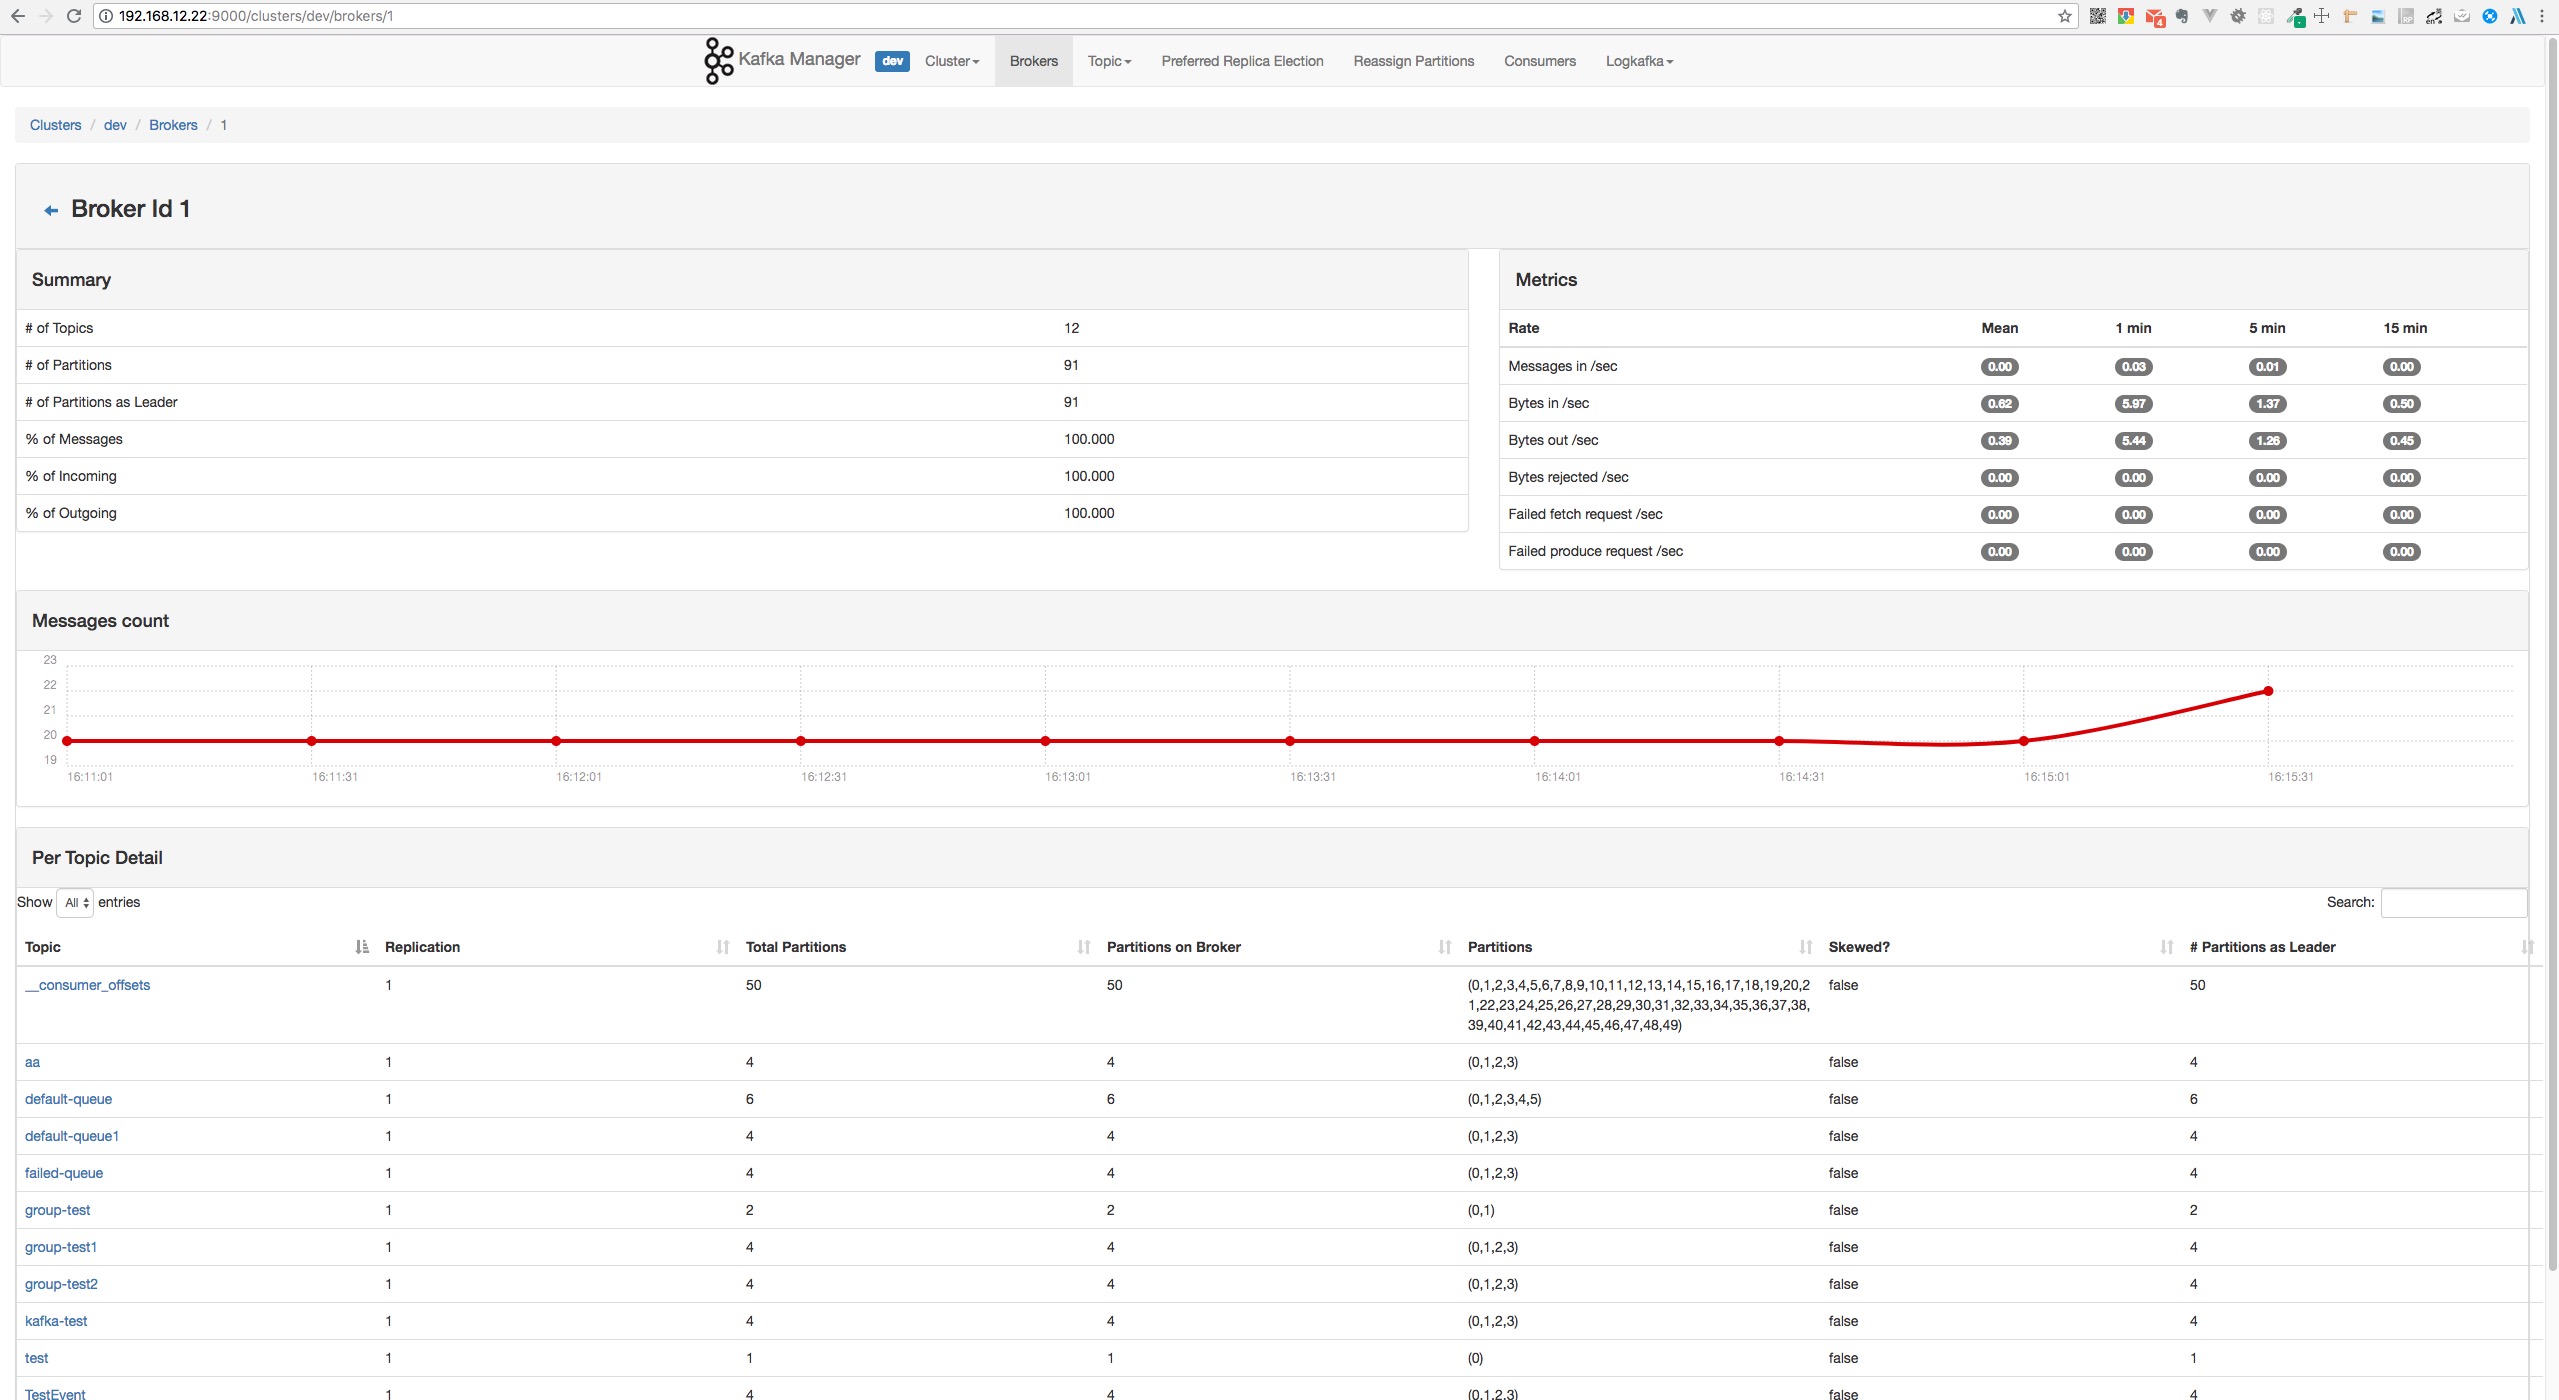 192.168.12.22:9000/clusters/dev/brokers/1
4
Kafka Manager dev Cluster Brokers Topic Preferred Replica Election Reassign Partitions Consumers Logkafka
Clusters / dev / Brokers / 1
Broker Id 1
Summary
# of Topics 12
# of Partitions 91
# of Partitions as Leader 91
% of Messages 100.000
% of Incoming 100.000
% of Outgoing 100.000
Metrics
Rate Mean 1 min 5 min 15 min
Messages in /sec 0.00 0.03 0.01 0.00
Bytes in /sec 0.62 5.97 1.37 0.50
Bytes out /sec 0.39 5.44 1.26 0.45
Bytes rejected /sec 0.00 0.00 0.00 0.00
Failed fetch request /sec 0.00 0.00 0.00 0.00
Failed produce request /sec 0.00 0.00 0.00 0.00
Messages count
23
22
21
20
19
16:11:01 16:11:31 16:12:01 16:12:31 16:13:01 16:13:31 16:14:01 16:14:31 16:15:01 16:15:31
Per Topic Detail
Show All entries Search:
Topic Replication Total Partitions Partitions on Broker Partitions Skewed? # Partitions as Leader
__consumer_offsets 1 50 50 (0,1,2,3,4,5,6,7,8,9,10,11,12,13,14,15,16,17,18,19,20,2 false 50
1,22,23,24,25,26,27,28,29,30,31,32,33,34,35,36,37,38,
39,40,41,42,43,44,45,46,47,48,49)
aa 1 4 4 (0,1,2,3) false 4
default-queue 1 6 6 (0,1,2,3,4,5) false 6
default-queue1 1 4 4 (0,1,2,3) false 4
failed-queue 1 4 4 (0,1,2,3) false 4
group-test 1 2 2 (0,1) false 2
group-test1 1 4 4 (0,1,2,3) false 4
group-test2 1 4 4 (0,1,2,3) false 4
kafka-test 1 4 4 (0,1,2,3) false 4
test 1 1 1 (0) false 1
TestEvent 1 4 4 (0,1,2,3) false 4